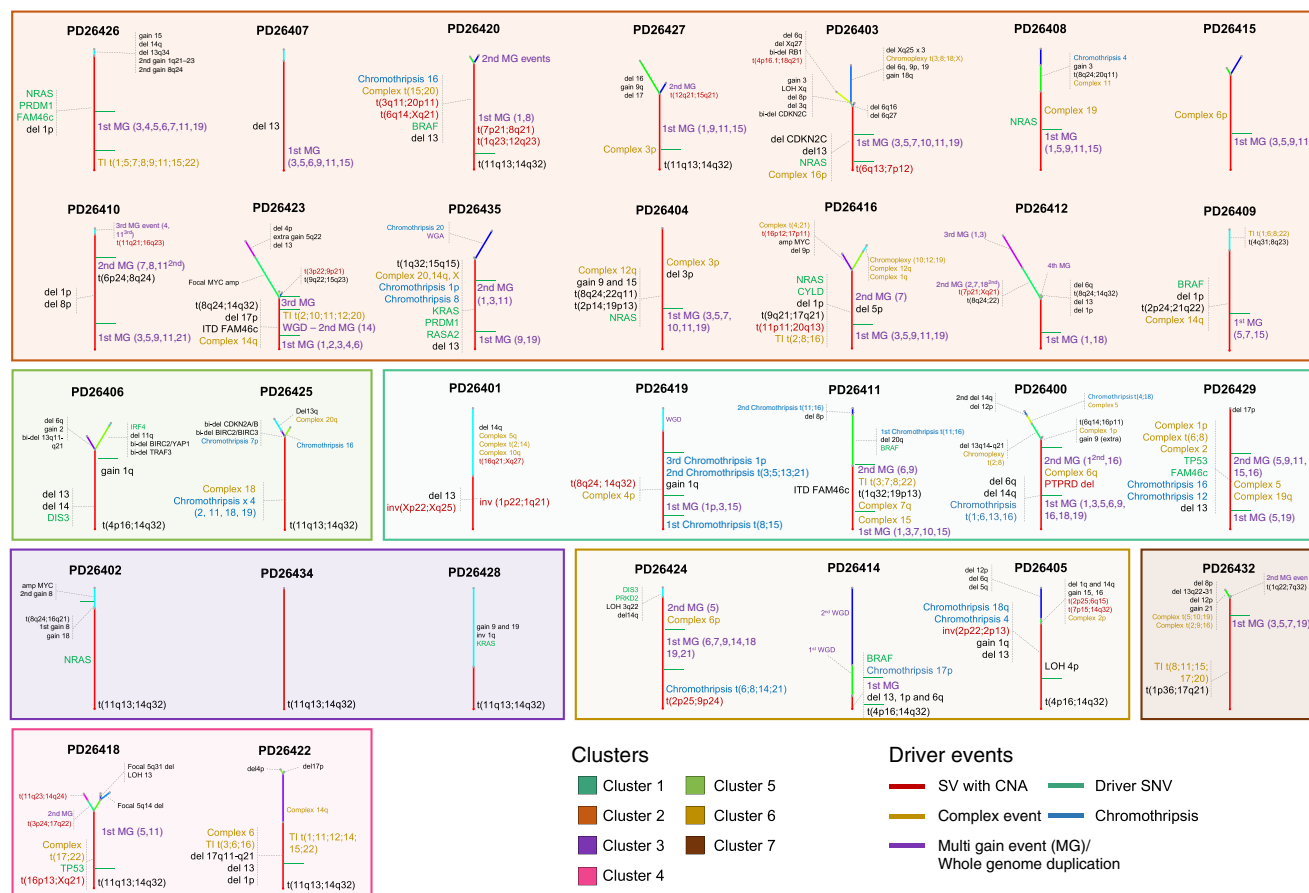 PD26426
gain 15
del 14q
del 13q34
2nd gain 1q21–23
2nd gain 8q24
NRAS
PRDM1
FAM46c
del 1p
1st MG (3,4,5,6,7,11,19)
TI t(1;5;7;8;9;11;15;22)
PD26407
del 13
1st MG
(3,5,6,9,11,15)
PD26420
2nd MG events
Chromothripsis 16
Complex t(15;20)
t(3q11;20p11)
t(6q14;Xq21)
BRAF
del 13
1st MG (1,8)
t(7p21;8q21)
t(1q23;12q23)
t(11q13;14q32)
PD26427
del 16
gain 9q
del 17
2nd MG
t(12q21;15q21)
1st MG (1,9,11,15)
Complex 3p
t(11q13;14q32)
PD26403
del 6q
del Xq27
bi-del RB1
t(4p16.1;18q21)
gain 3
LOH Xq
del 8p
del 3q
bi-del CDKN2C
del Xq25 x 3
Chromoplexy t(3;8;18;X)
del 6q, 9p, 19
gain 18q
del 6q16
del 6q27
del CDKN2C
del13
NRAS
Complex 16p
1st MG (3,5,7,10,11,19)
t(6q13;7p12)
PD26408
Chromothripsis 4
gain 3
t(8q24;20q11)
Complex 11
Complex 19
NRAS
1st MG
(1,5,9,11,15)
PD26415
Complex 6p
1st MG (3,5,9,11
PD26410
3rd MG event (4,
11 3rd)
t(11q21;16q23)
2nd MG (7,8,11 2nd)
t(6p24;8q24)
del 1p
del 8p
1st MG (3,5,9,11,21)
PD26423
del 4p
extra gain 5q22
del 13
Focal MYC amp
t(3p22;9p21)
t(9q22;15q23)
t(8q24;14q32)
del 17p
ITD FAM46c
Complex 14q
3rd MG
TI t(2;10;11;12;20)
WGD – 2nd MG (14)
1st MG (1,2,3,4,6)
PD26435
Chromothripsis 20
WGA
t(1q32;15q15)
Complex 20,14q, X
Chromothripsis 1p
Chromothripsis 8
KRAS
PRDM1
RASA2
del 13
2nd MG
(1,3,11)
1st MG (9,19)
PD26404
Complex 12q
gain 9 and 15
t(8q24;22q11)
t(2p14;19p13)
NRAS
Complex 3p
del 3p
1st MG (3,5,7,
10,11,19)
PD26416
Complex t(4;21)
t(16p12;17p11)
amp MYC
del 9p
Chromoplexy (10;12,19)
Complex 12q
Complex 1q
NRAS
CYLD
del 1p
t(9q21;17q21)
t(11p11;20q13)
TI t(2;8;16)
2nd MG (7)
del 5p
1st MG (3,5,9,11,19)
PD26412
3rd MG (1,3)
4th MG
2nd MG (2,7,18 2nd)
t(7p21;Xq21)
t(8q24;22)
del 6q
t(8q24;14q32)
del 13
del 1p
1st MG (1,18)
PD26409
TI t(1;6;8;22)
t(4q31;8q23)
BRAF
del 1p
t(2p24;21q22)
Complex 14q
1st MG
(5,7,15)
PD26406
del 6q
gain 2
bi-del 13q11-
q21
IRF4
del 11q
bi-del BIRC2/YAP1
bi-del TRAF3
gain 1q
del 13
del 14
DIS3
t(4p16;14q32)
PD26425
bi-del CDKN2A/B
bi-del BIRC2/BIRC3
Chromothripsis 7p
Del13q
Complex 20q
Chromothripsis 16
Complex 18
Chromothripsis x 4
(2, 11, 18, 19)
t(11q13;14q32)
PD26401
del 14q
Complex 5q
Complex t(2;14)
Complex 10q
t(16q21;Xq27)
del 13
inv(Xp22;Xq25)
inv (1p22;1q21)
PD26419
WGD
3rd Chromothripsis 1p
2nd Chromothripsis t(3;5;13;21)
gain 1q
t(8q24; 14q32)
Complex 4p
1st MG (1p,3,15)
1st Chromothripsis t(8;15)
PD26411
2nd Chromothripsis t(11;16)
del 8p
1st Chromothripsis t(11;16)
del 20q
BRAF
ITD FAM46c
2nd MG (6,9)
TI t(3;7;8;22)
t(1q32;19p13)
Complex 7q
Complex 15
1st MG (1,3,7,10,15)
PD26400
2nd del 14q
del 12p
Chromothripsis t(4;18)
Complex 5
t(6q14;16p11)
Complex 1p
gain 9 (extra)
del 13q14-q21
Chromoplexy
t(2;8)
2nd MG (1 2nd,16)
Complex 6q
PTPRD del
del 6q
del 14q
Chromothripsis
t(1;6,13,16)
1st MG (1,3,5,6,9,
16,18,19)
PD26429
del 17p
Complex 1p
Complex t(6;8)
Complex 2
TP53
FAM46c
Chromothripsis 16
Chromothripsis 12
del 13
2nd MG (5,9,11,
15,16)
Complex 5
Complex 19q
1st MG (5,19)
PD26402
amp MYC
2nd gain 8
t(8q24;16q21)
1st gain 8
gain 18
NRAS
t(11q13;14q32)
PD26434
t(11q13;14q32)
PD26428
gain 9 and 19
inv 1q
KRAS
t(11q13;14q32)
PD26424
DIS3
PRKD2
LOH 3q22
del14q
2nd MG (5)
Complex 6p
1st MG (6,7,9,14,18
19,21)
Chromothripsis t(6;8;14;21)
t(2p25;9p24)
PD26414
2nd WGD
1st WGD
BRAF
Chromothripsis 17p
1st MG
del 13, 1p and 6q
t(4p16;14q32)
PD26405
del 12p
del 6q
del 5q
del 1q and 14q
gain 15, 16
t(2p25;6q15)
t(7p15;14q32)
Complex 2p
Chromothripsis 18q
Chromothripsis 4
inv(2p22;2p13)
gain 1q
del 13
LOH 4p
t(4p16;14q32)
PD26432
del 8p
del 13q22-31
del 12p
gain 21
Complex t(5;10;19)
Complex t(2;9;16)
2nd MG even
t(1q22;7q32)
1st MG (3,5,7,19)
TI t(8;11;15;
17;20)
t(1p36;17q21)
PD26418
Focal 5q31 del
LOH 13
t(11q23;14q24)
Focal 5q14 del
2nd MG
t(3p24;17q22)
1st MG (5,11)
Complex
t(17;22)
TP53
t(16p13;Xq21)
t(11q13;14q32)
PD26422
del4p
del17p
Complex 14q
Complex 6
TI t(3;6;16)
del 17q11-q21
del 13
del 1p
TI t(1;11;12;14;
15;22)
t(11q13;14q32)
Clusters
Cluster 1
Cluster 2
Cluster 3
Cluster 4
Cluster 5
Cluster 6
Cluster 7
Driver events
SV with CNA
Complex event
Multi gain event (MG)/
Whole genome duplication
Driver SNV
Chromothripsis